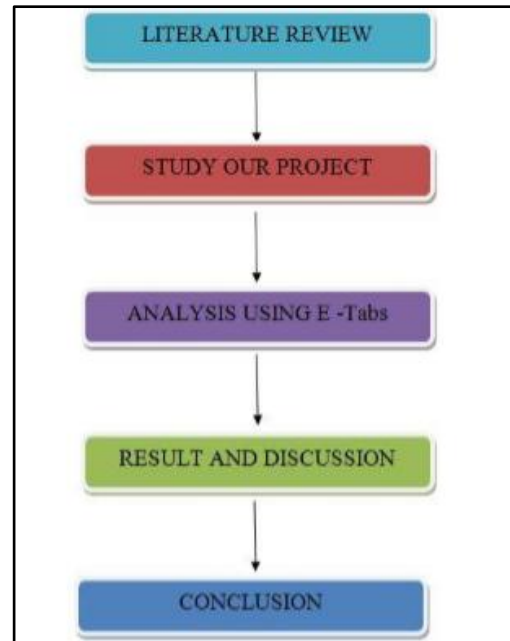 LITERATURE REVIEW
STUDY OUR PROJECT
ANALYSIS USING E -Tabs
RESULT AND DISCUSSION
CONCLUSION